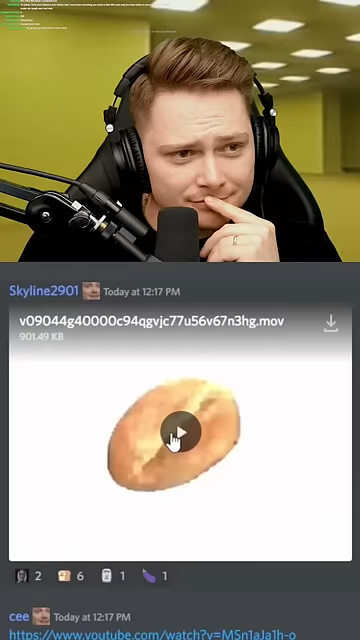 Skyline2901 Today at 12:17 PM
v09044g40000c94qgvjc77u56v67n3hg.mov
901.49 KB
2 6 1 1
cee Today at 12:17 PM
https://www.youtube.com/watch?v=MSn1aJa1h-o